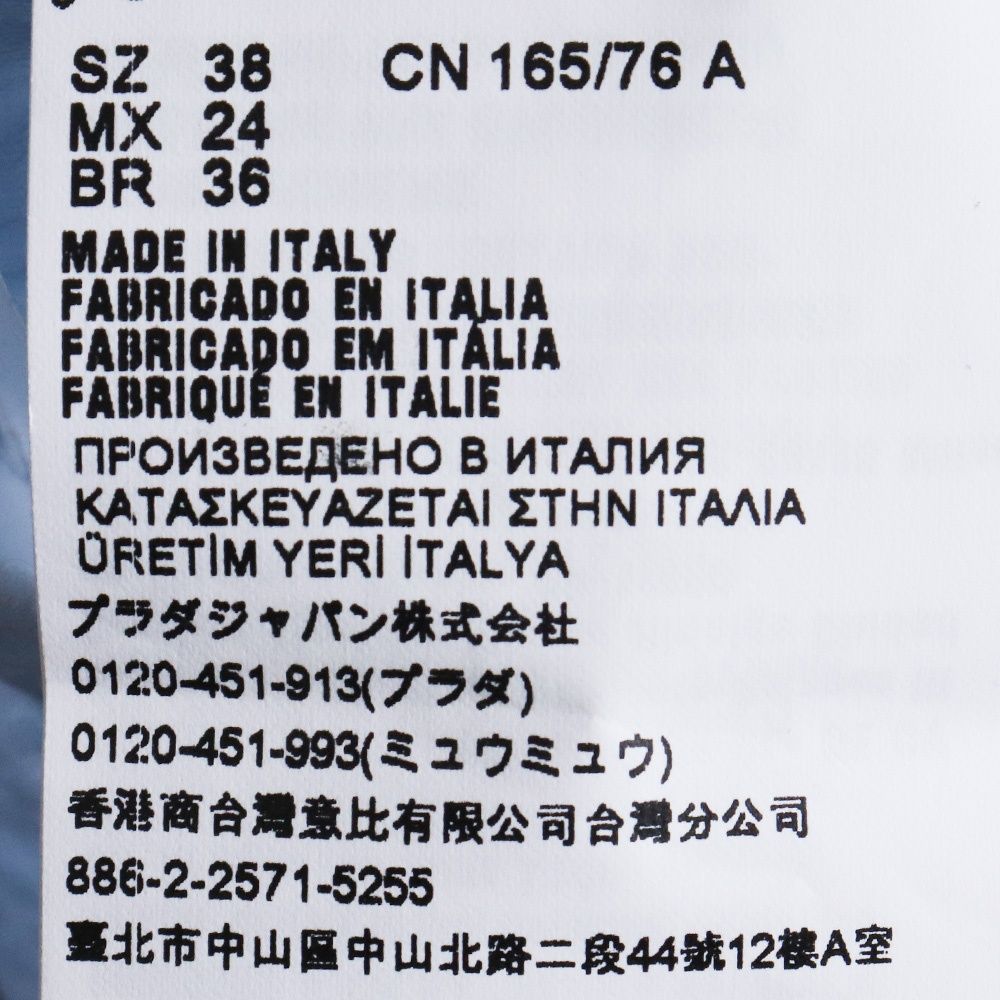 SZ 38 CN 165/76 A
MX 24
BR 36
MADE IN ITALY
FABRICADO EN ITALIA
FABRICADO EM ITÁLIA
FABRIQUÉ EN ITALIE
ПРОИЗВЕДЕНО В ИТАЛИЯ
ΚΑΤΑΣΚΕΥΑΖΕΤΑΙ ΣΤΗΝ ΙΤΑΛΙΑ
ÜRETİM YERİ İTALYA
プラダジャパン株式会社
0120-451-913(プラダ)
0120-451-993(ミュウミュウ)
香港商台灣意比有限公司台灣分公司
886-2-2571-5255
臺北市中山區中山北路二段44號12樓A室